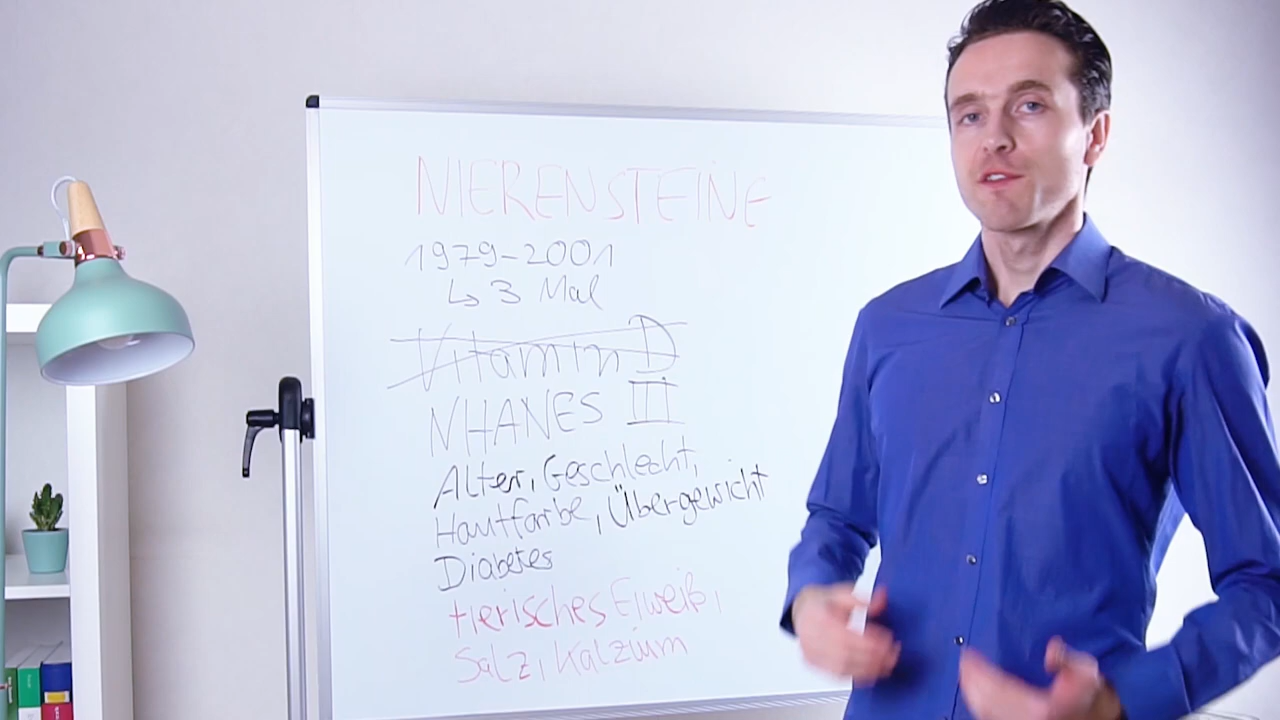 NIERENSTEINE
1979-2001
↳ 3 Mal
Vitamin D
NHANES III
Alter, Geschlecht,
Hautfarbe, Übergewicht
Diabetes
tierisches Eiweiß,
Salz, Kalzium